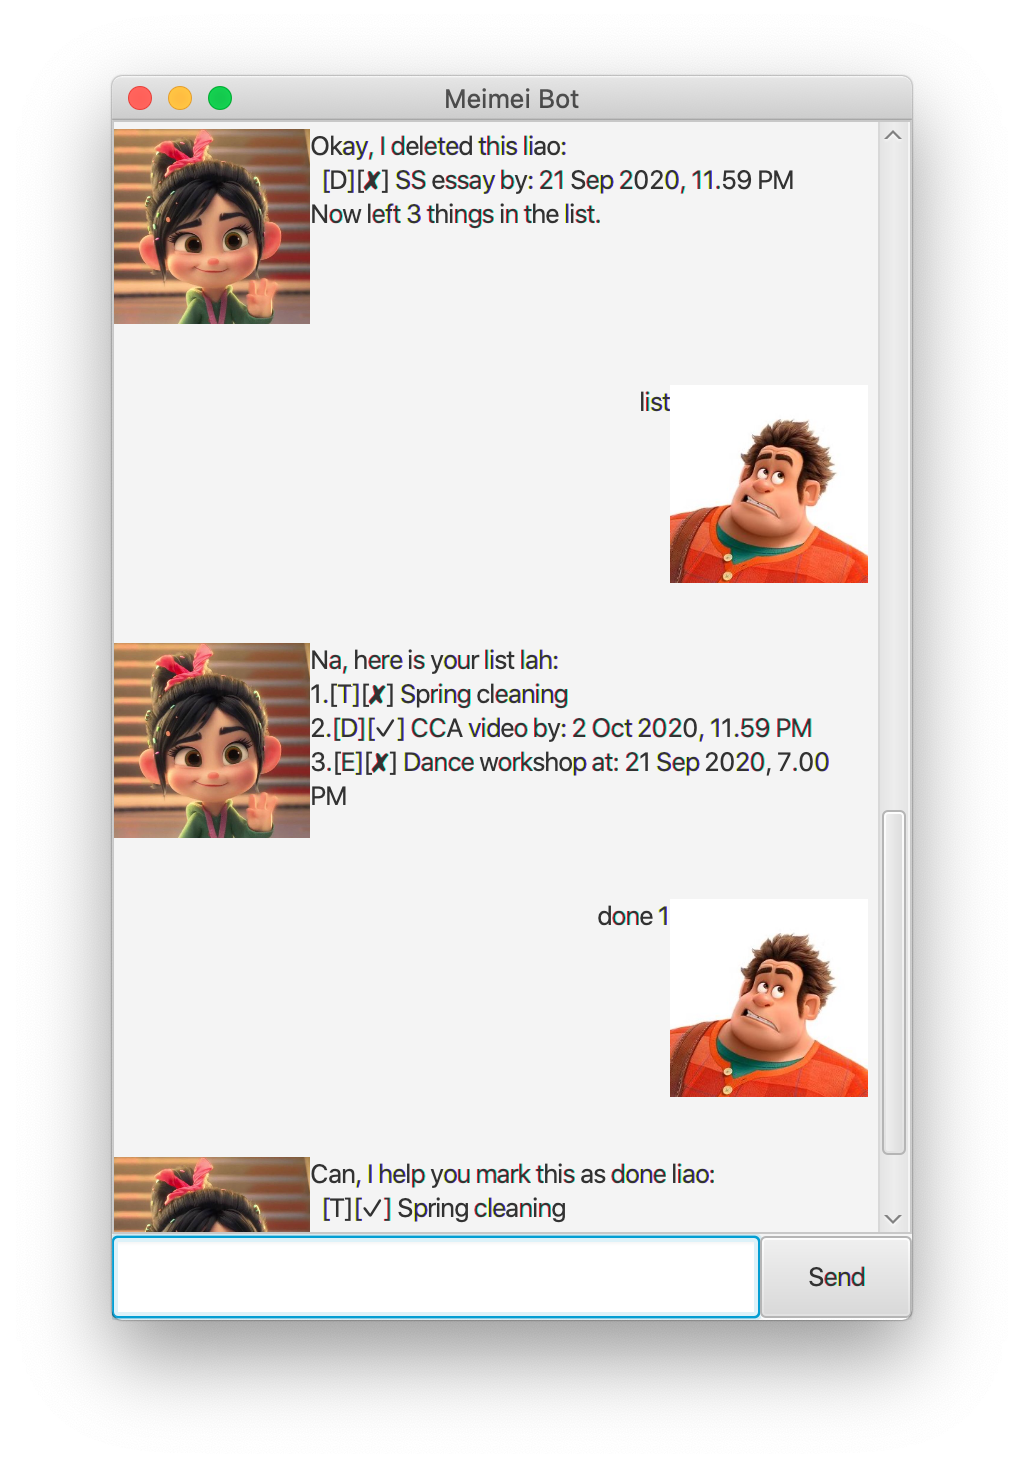 Meimei Bot
Okay, I deleted this liao:
[D][✘] SS essay by: 21 Sep 2020, 11.59 PM
Now left 3 things in the list.
list
Na, here is your list lah:
1.[T][✘] Spring cleaning
2.[D][✓] CCA video by: 2 Oct 2020, 11.59 PM
3.[E][✘] Dance workshop at: 21 Sep 2020, 7.00
PM
done 1
Can, I help you mark this as done liao:
[T][✓] Spring cleaning
Send